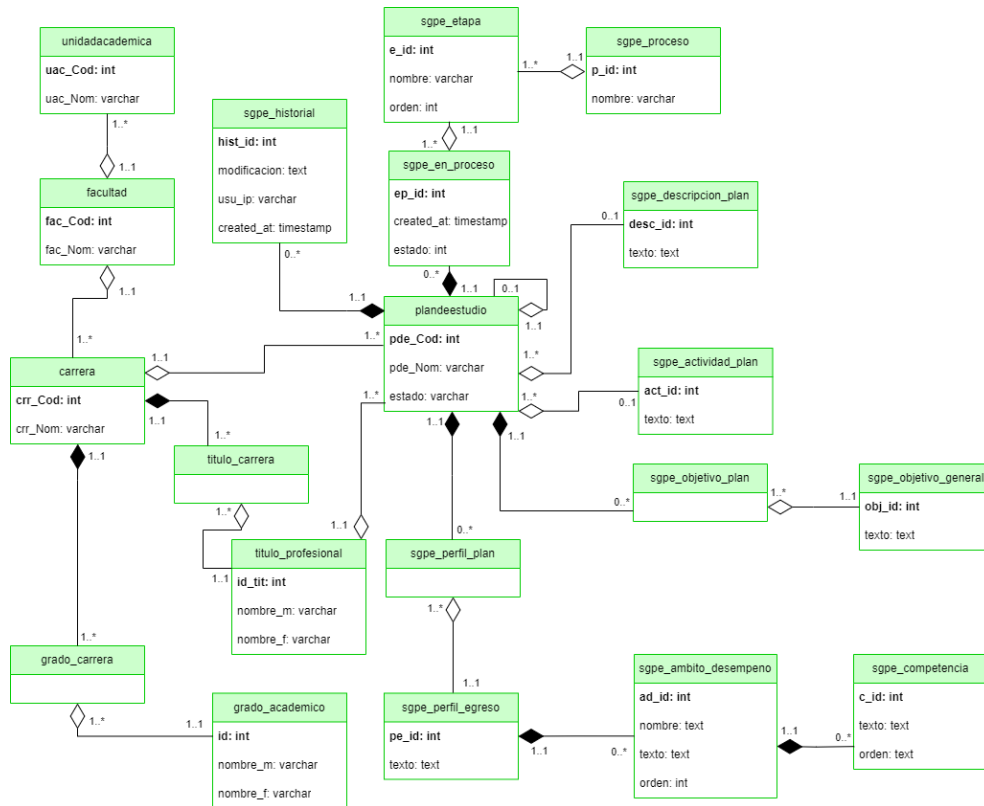 unidadacademica
uac_Cod: int
uac_Nom: varchar
1..*
1..1
facultad
fac_Cod: int
fac_Nom: varchar
1..1
1..*
carrera
crr_Cod: int
crr_Nom: varchar
1..1
1..*
1..1
1..*
titulo_carrera
1..*
1..1
titulo_profesional
id_tit: int
nombre_m: varchar
nombre_f: varchar
1..1
1..*
1..1
1..*
grado_carrera
1..*
1..1
grado_academico
id: int
nombre_m: varchar
nombre_f: varchar
sgpe_historial
hist_id: int
modificacion: text
usu_ip: varchar
created_at: timestamp
0..*
1..1
sgpe_etapa
e_id: int
nombre: varchar
orden: int
1..*
1..1
sgpe_proceso
p_id: int
nombre: varchar
1..1
1..*
sgpe_en_proceso
ep_id: int
created_at: timestamp
estado: int
0..*
1..1
0..1
1..1
plandeestudio
pde_Cod: int
pde_Nom: varchar
estado: varchar
1..*
0..1
sgpe_descripcion_plan
desc_id: int
texto: text
1..*
0..1
sgpe_actividad_plan
act_id: int
texto: text
1..1
0..*
sgpe_objetivo_plan
1..*
1..1
sgpe_objetivo_general
obj_id: int
texto: text
1..1
0..*
sgpe_perfil_plan
1..*
1..1
sgpe_perfil_egreso
pe_id: int
texto: text
1..1
0..*
sgpe_ambito_desempeno
ad_id: int
nombre: text
texto: text
orden: int
1..1
0..*
sgpe_competencia
c_id: int
texto: text
orden: text